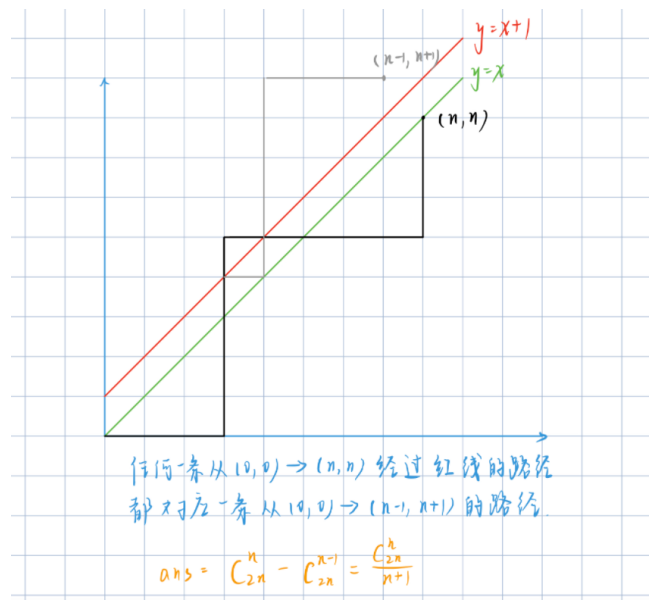 y=x+1
(n-1, n+1)
y=x
(n,n)
任何一条从(0,0)→(n,n)经过红线的路径
都对应一条从(0,0)→(n-1,n+1)的路径.
ans = C_{2n}^{n} - C_{2n}^{n-1} = \frac{C_{2n}^{n}}{n+1}